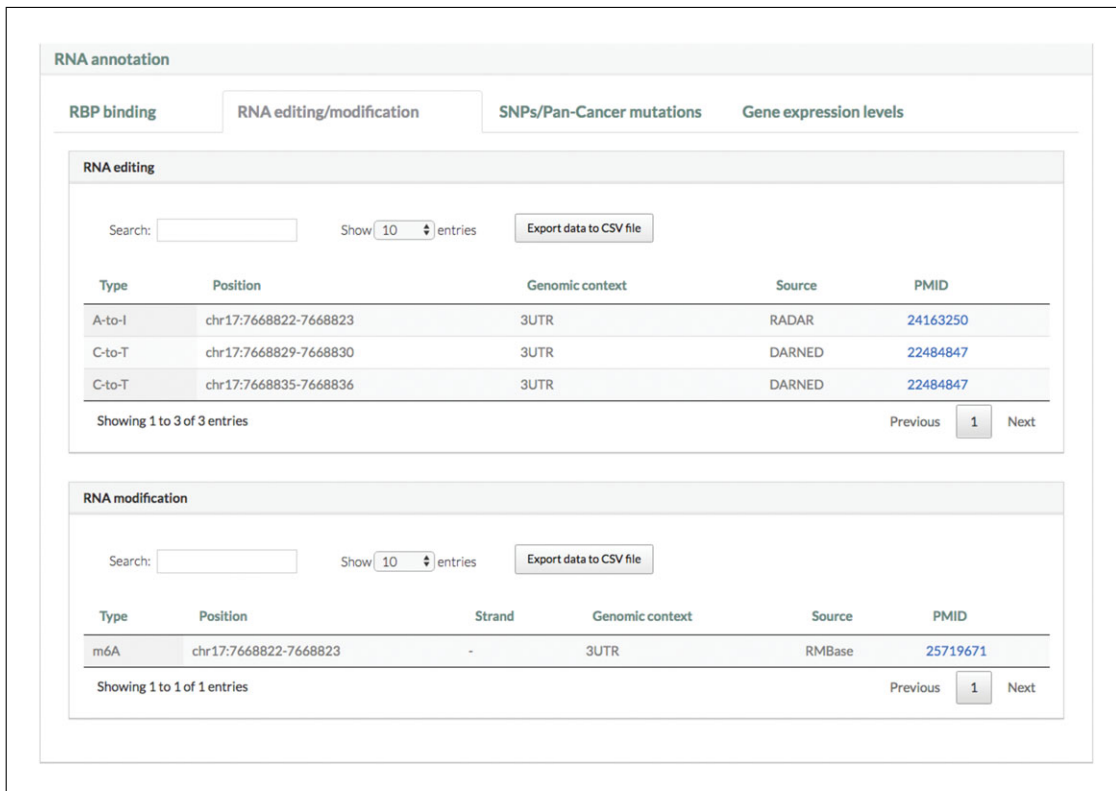 RNA annotation
RBP binding RNA editing/modification SNPs/Pan-Cancer mutations Gene expression levels
RNA editing
Search: Show 10 entries Export data to CSV file
Type Position Genomic context Source PMID
A-to-I chr17:7668822-7668823 3UTR RADAR 24163250
C-to-T chr17:7668829-7668830 3UTR DARNED 22484847
C-to-T chr17:7668835-7668836 3UTR DARNED 22484847
Showing 1 to 3 of 3 entries Previous 1 Next
RNA modification
Search: Show 10 entries Export data to CSV file
Type Position Strand Genomic context Source PMID
m6A chr17:7668822-7668823 - 3UTR RMBase 25719671
Showing 1 to 1 of 1 entries Previous 1 Next